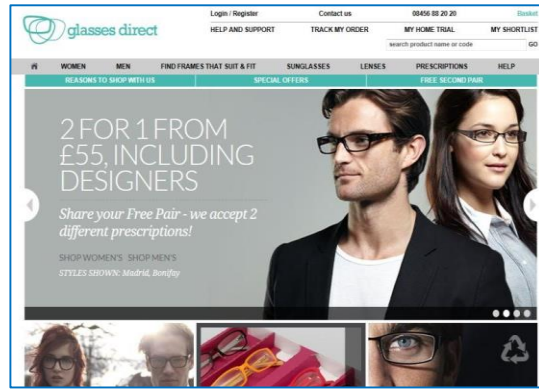 Login / Register Contact us 08456 88 20 20 Basket
glasses direct
HELP AND SUPPORT TRACK MY ORDER MY HOME TRIAL MY SHORTLIST
search product name or code GO
WOMEN MEN FIND FRAMES THAT SUIT & FIT SUNGLASSES LENSES PRESCRIPTIONS HELP
REASONS TO SHOP WITH US SPECIAL OFFERS FREE SECOND PAIR
2 FOR 1 FROM
£55, INCLUDING
DESIGNERS
Share your Free Pair - we accept 2
different prescriptions!
SHOP WOMEN'S SHOP MEN'S
STYLES SHOWN: Madrid, Bonifay